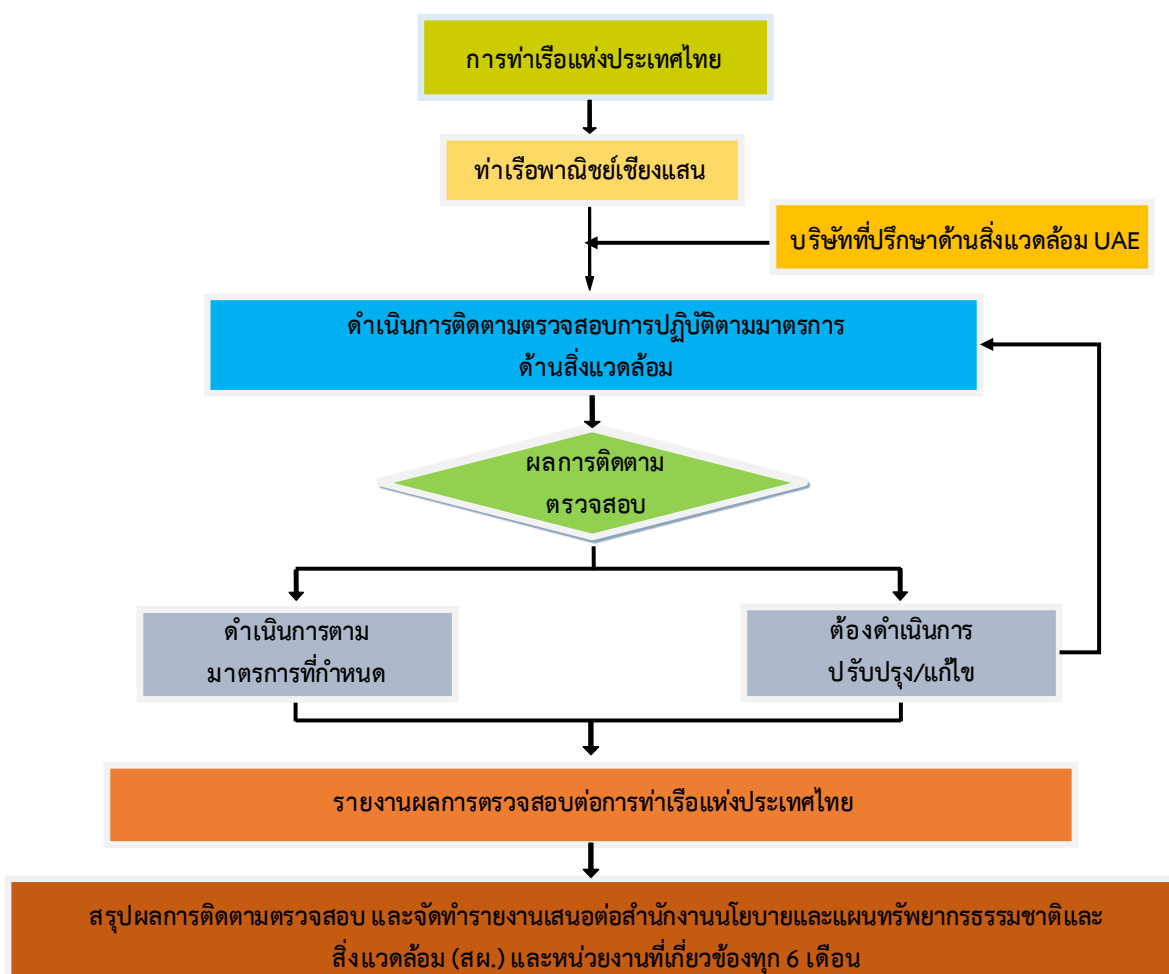 การท่าเรือแห่งประเทศไทย
ท่าเรือพาณิชย์เชียงแสน
บริษัทที่ปรึกษาด้านสิ่งแวดล้อม UAE
ดำเนินการติดตามตรวจสอบการปฏิบัติตามมาตรการ
ด้านสิ่งแวดล้อม
ผลการติดตาม
ตรวจสอบ
ดำเนินการตาม
มาตรการที่กำหนด
ต้องดำเนินการ
ปรับปรุง/แก้ไข
รายงานผลการตรวจสอบต่อการท่าเรือแห่งประเทศไทย
สรุปผลการติดตามตรวจสอบ และจัดทำรายงานเสนอต่อสำนักงานนโยบายและแผนทรัพยากรธรรมชาติและ
สิ่งแวดล้อม (สผ.) และหน่วยงานที่เกี่ยวข้องทุก 6 เดือน